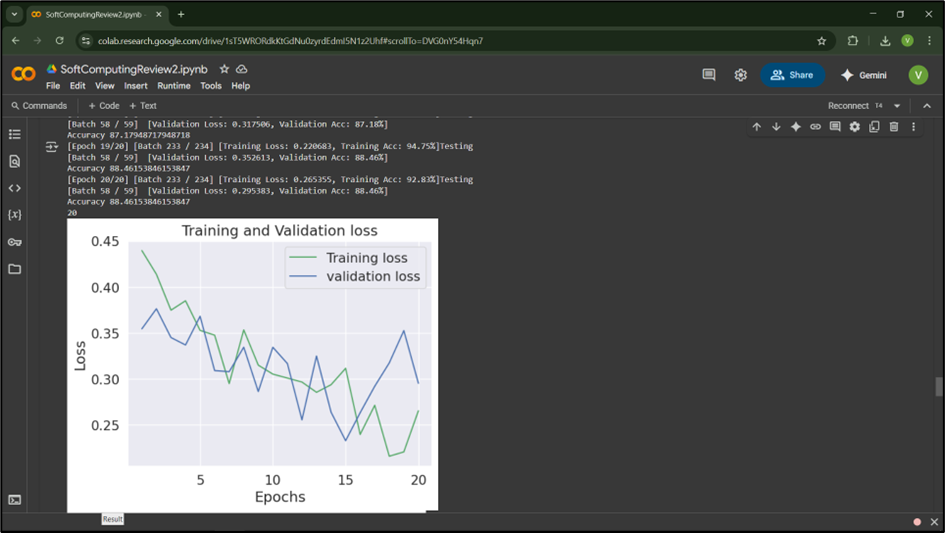 SoftComputingReview2.ipynb -
colab.research.google.com/drive/1sT5WRORdkKtGdNu0zyrdEdmI5N1z2Uhf#scrollTo=DVG0nY54Hqn7
SoftComputingReview2.ipynb
File Edit View Insert Runtime Tools Help
Share
Gemini
V
Commands + Code + Text
Reconnect T4
[Batch 58 / 59] [Validation Loss: 0.317506, Validation Acc: 87.18%]
Accuracy 87.17948717948718
[Epoch 19/20] [Batch 233 / 234] [Training Loss: 0.220683, Training Acc: 94.75%]Testing
[Batch 58 / 59] [Validation Loss: 0.352613, Validation Acc: 88.46%]
Accuracy 88.46153846153847
[Epoch 20/20] [Batch 233 / 234] [Training Loss: 0.265355, Training Acc: 92.83%]Testing
[Batch 58 / 59] [Validation Loss: 0.295383, Validation Acc: 88.46%]
Accuracy 88.46153846153847
20
Training and Validation loss
Training loss
validation loss
0.45
0.40
0.35
0.30
0.25
Loss
5 10 15 20
Epochs
Result